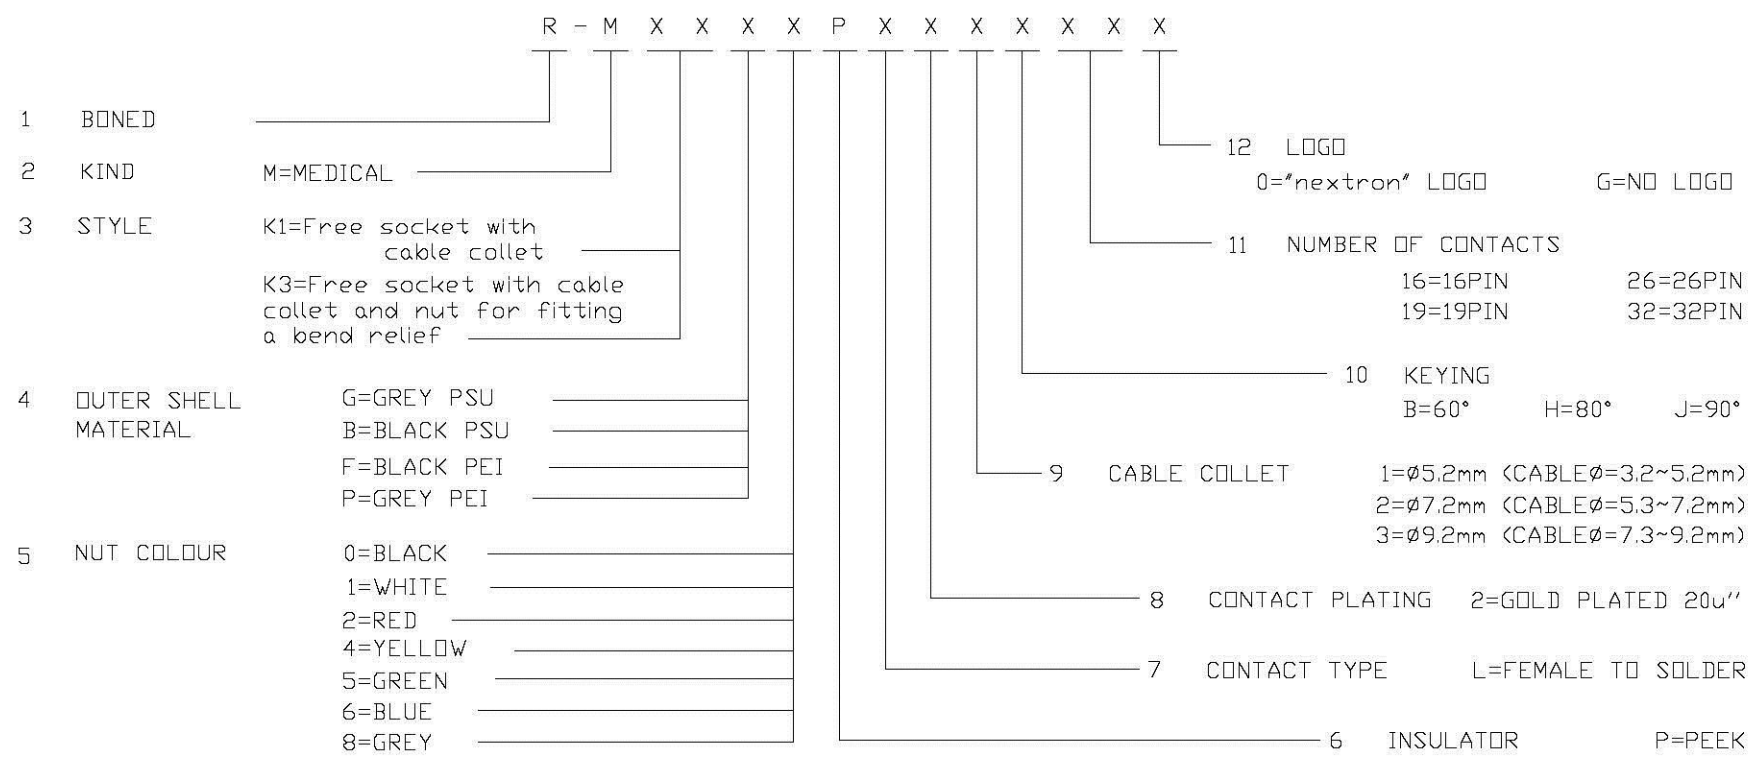 R - M X X X X P X X X X X X X
1 BONED
2 KIND M=MEDICAL
3 STYLE K1=Free socket with
cable collet
K3=Free socket with cable
collet and nut for fitting
a bend relief
4 OUTER SHELL
MATERIAL
G=GREY PSU
B=BLACK PSU
F=BLACK PEI
P=GREY PEI
5 NUT COLOUR
0=BLACK
1=WHITE
2=RED
4=YELLOW
5=GREEN
6=BLUE
8=GREY
12 LOGO
0="nextron" LOGO G=NO LOGO
11 NUMBER OF CONTACTS
16=16PIN 26=26PIN
19=19PIN 32=32PIN
10 KEYING
B=60° H=80° J=90°
9 CABLE COLLET 1=Ø5.2mm (CABLEØ=3.2~5.2mm)
2=Ø7.2mm (CABLEØ=5.3~7.2mm)
3=Ø9.2mm (CABLEØ=7.3~9.2mm)
8 CONTACT PLATING 2=GOLD PLATED 20u''
7 CONTACT TYPE L=FEMALE TO SOLDER
6 INSULATOR P=PEEK